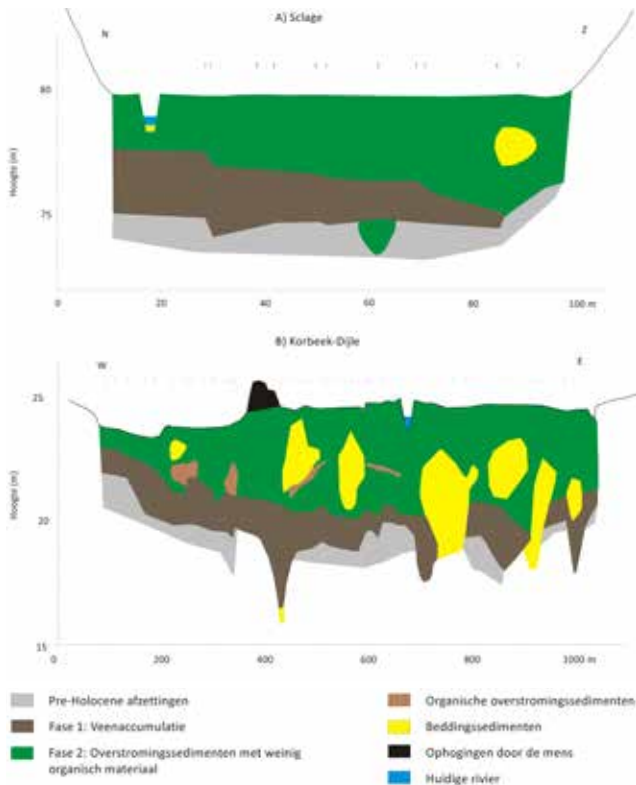 A) Sclage
N
Z
80
75
Hoogte (m)
0
20
40
60
80
100 m
B) Korbeek-Dijle
W
E
25
20
15
Hoogte (m)
0
200
400
600
800
1000 m
Pre-Holocene afzettingen
Fase 1: Veenaccumulatie
Fase 2: Overstromingssedimenten met weinig
organisch materiaal
Organische overstromingssedimenten
Beddingssedimenten
Ophogingen door de mens
Huidige rivier